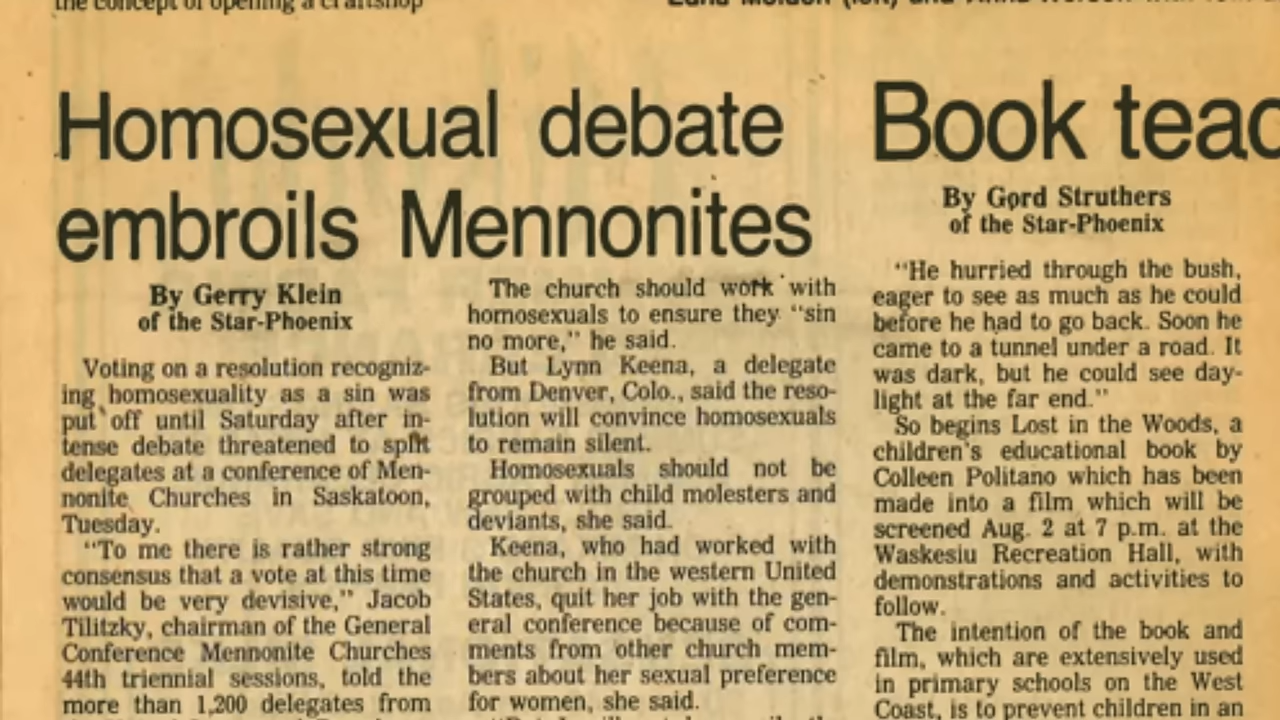 the concept of opening a craftshop
Homosexual debate
embroils Mennonites
By Gerry Klein
of the Star-Phoenix
Voting on a resolution recogniz-
ing homosexuality as a sin was
put off until Saturday after in-
tense debate threatened to split
delegates at a conference of Men-
nonite Churches in Saskatoon,
Tuesday.
"To me there is rather strong
consensus that a vote at this time
would be very devisive," Jacob
Tilitzky, chairman of the General
Conference Mennonite Churches
44th triennial sessions, told the
more than 1,200 delegates from
The church should work with
homosexuals to ensure they "sin
no more," he said.
But Lynn Keena, a delegate
from Denver, Colo., said the reso-
lution will convince homosexuals
to remain silent.
Homosexuals should not be
grouped with child molesters and
deviants, she said.
Keena, who had worked with
the church in the western United
States, quit her job with the gen-
eral conference because of com-
ments from other church mem-
bers about her sexual preference
for women, she said.
Book teac
By Gord Struthers
of the Star-Phoenix
"He hurried through the bush,
eager to see as much as he could
before he had to go back. Soon he
came to a tunnel under a road. It
was dark, but he could see day-
light at the far end."
So begins Lost in the Woods, a
children's educational book by
Colleen Politano which has been
made into a film which will be
screened Aug. 2 at 7 p.m. at the
Waskesiu Recreation Hall, with
demonstrations and activities to
follow.
The intention of the book and
film, which are extensively used
in primary schools on the West
Coast, is to prevent children in an